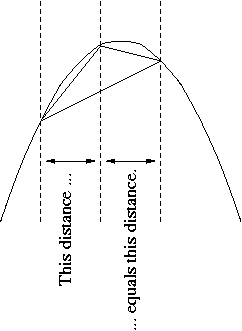 This distance ...
... equals this distance.